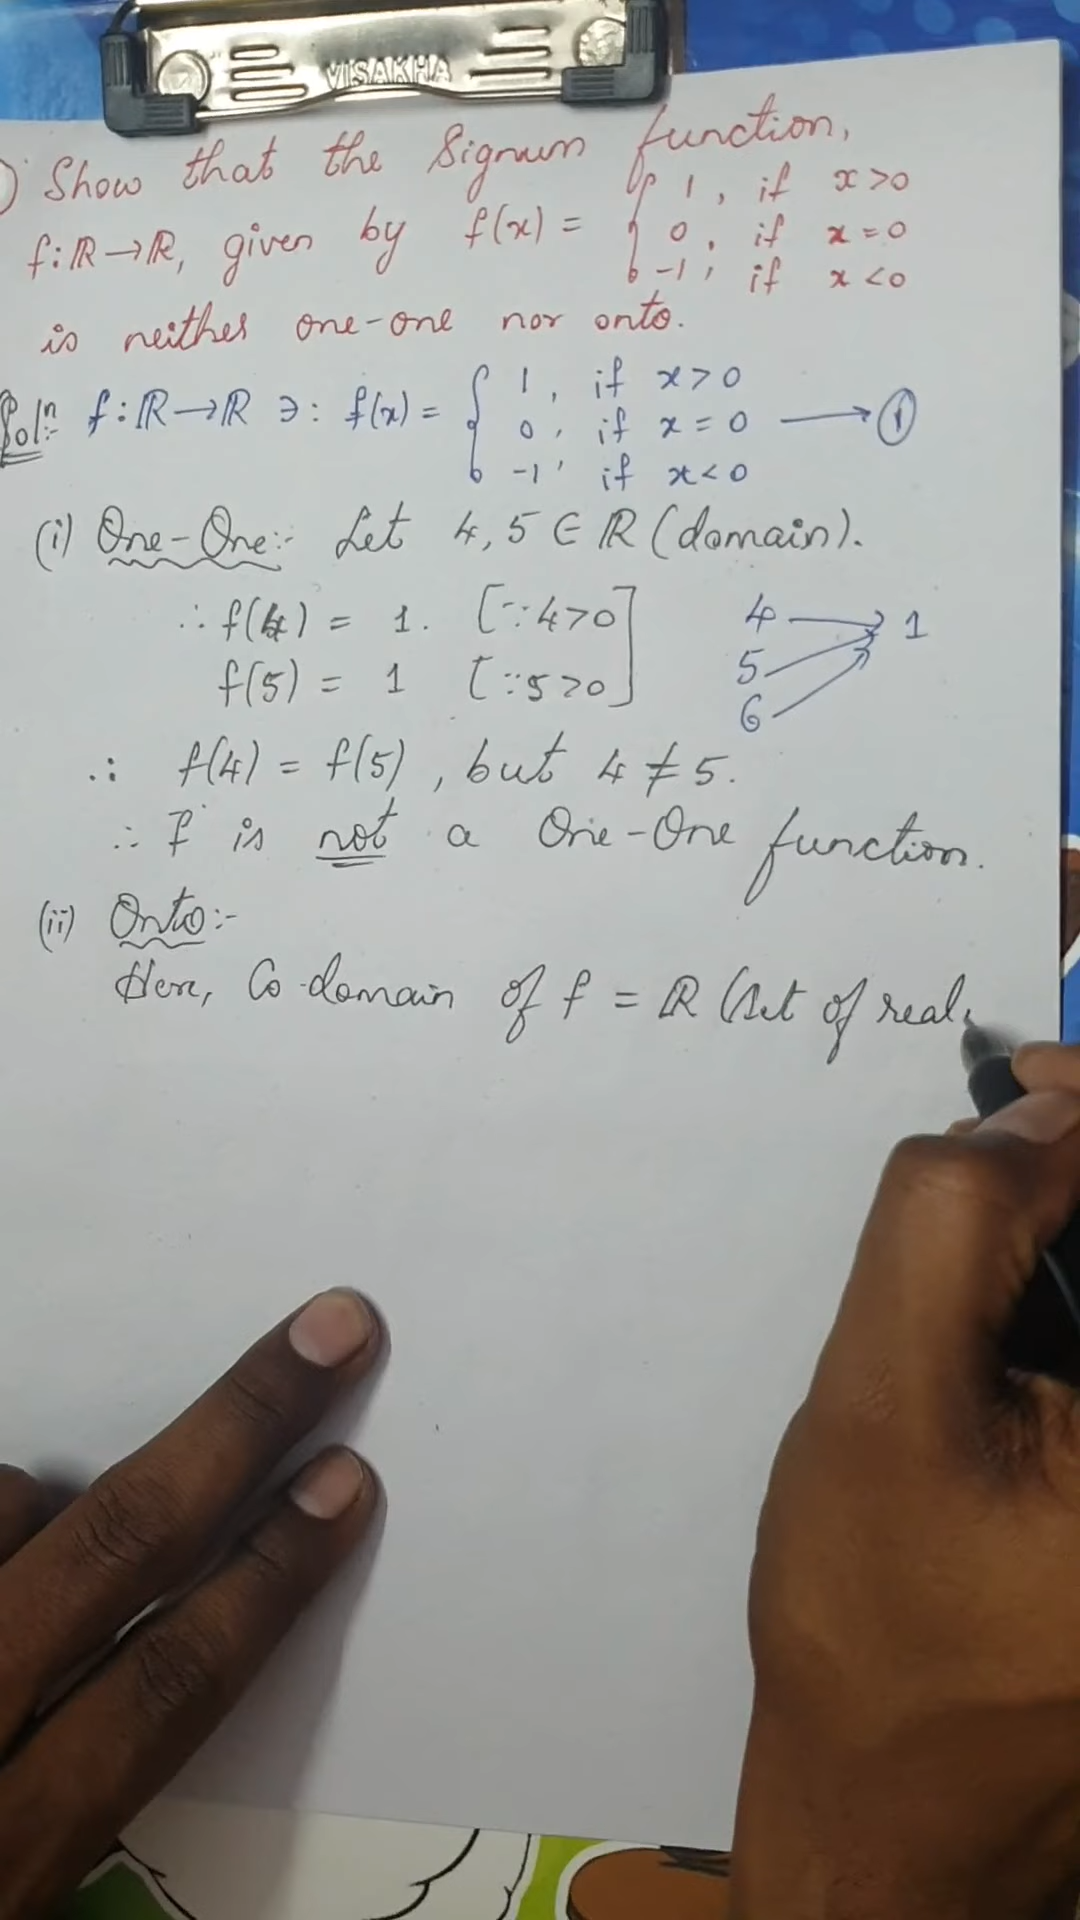 VISAKHA
Show that the Signum function,
f:ℝ→ℝ, given by f(x) = { 1, if x>0
0, if x=0
-1, if x<0
is neither one-one nor onto.
Soln:- f:ℝ→ℝ ∋: f(x) = { 1, if x>0
0, if x=0 → ①
-1, if x<0
(i) One-One:- Let 4,5 ∈ ℝ (domain).
∴ f(4) = 1. [∵4>0]
f(5) = 1 [∵5>0]
4 → 1
5
6
∴ f(4) = f(5), but 4≠5.
∴ f is not a One-One function.
(ii) Onto:-
Here, Co-domain of f = ℝ (Set of real